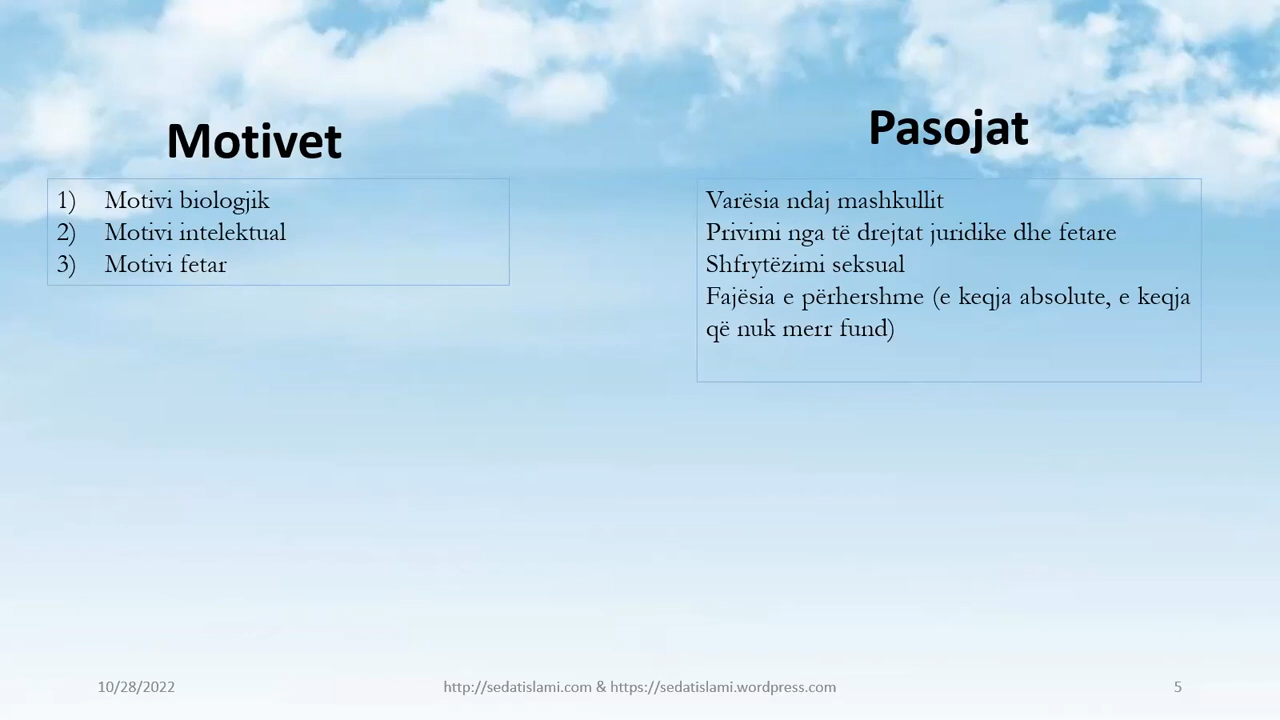 Motivet
1) Motivi biologjik
2) Motivi intelektual
3) Motivi fetar
Pasojat
Varësia ndaj mashkullit
Privimi nga të drejtat juridike dhe fetare
Shfrytëzimi seksual
Fajësia e përhershme (e keqja absolute, e keqja
që nuk merr fund)
10/28/2022
http://sedatislami.com & https://sedatislami.wordpress.com
5